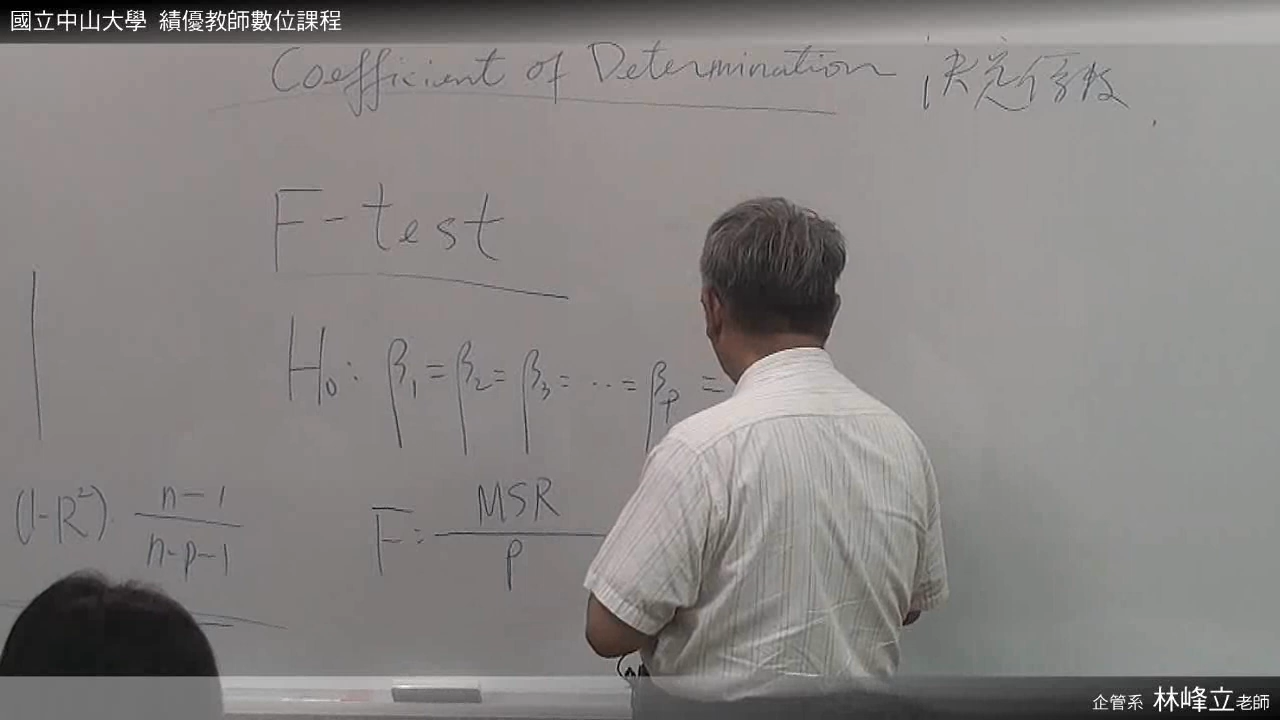 國立中山大學 績優教師數位課程
Coefficient of Determination 決定係數
F-test
H₀: β₁ = β₂ = β₃ = ... = βp =
(1-R²). n-1
n-p-1
F: MSR
P
企管系 林峰立老師